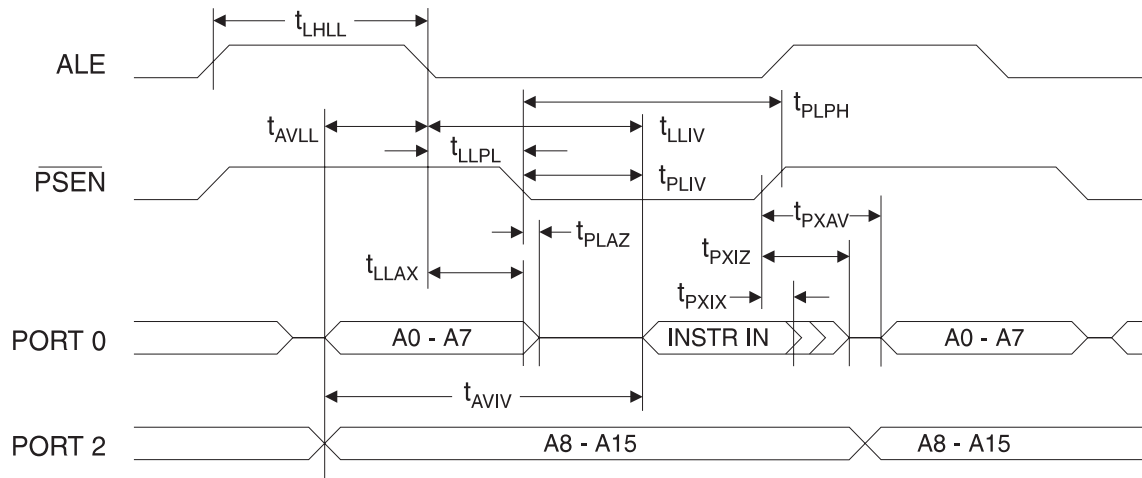 tLHLL
ALE
tPLPH
tAVLL
tLLIV
tLLPL
PSEN
tPLIV
tPXAV
tPLAZ
tPXIZ
tLLAX
tPXIX
PORT 0
A0 - A7
INSTR IN
A0 - A7
tAVIV
PORT 2
A8 - A15
A8 - A15